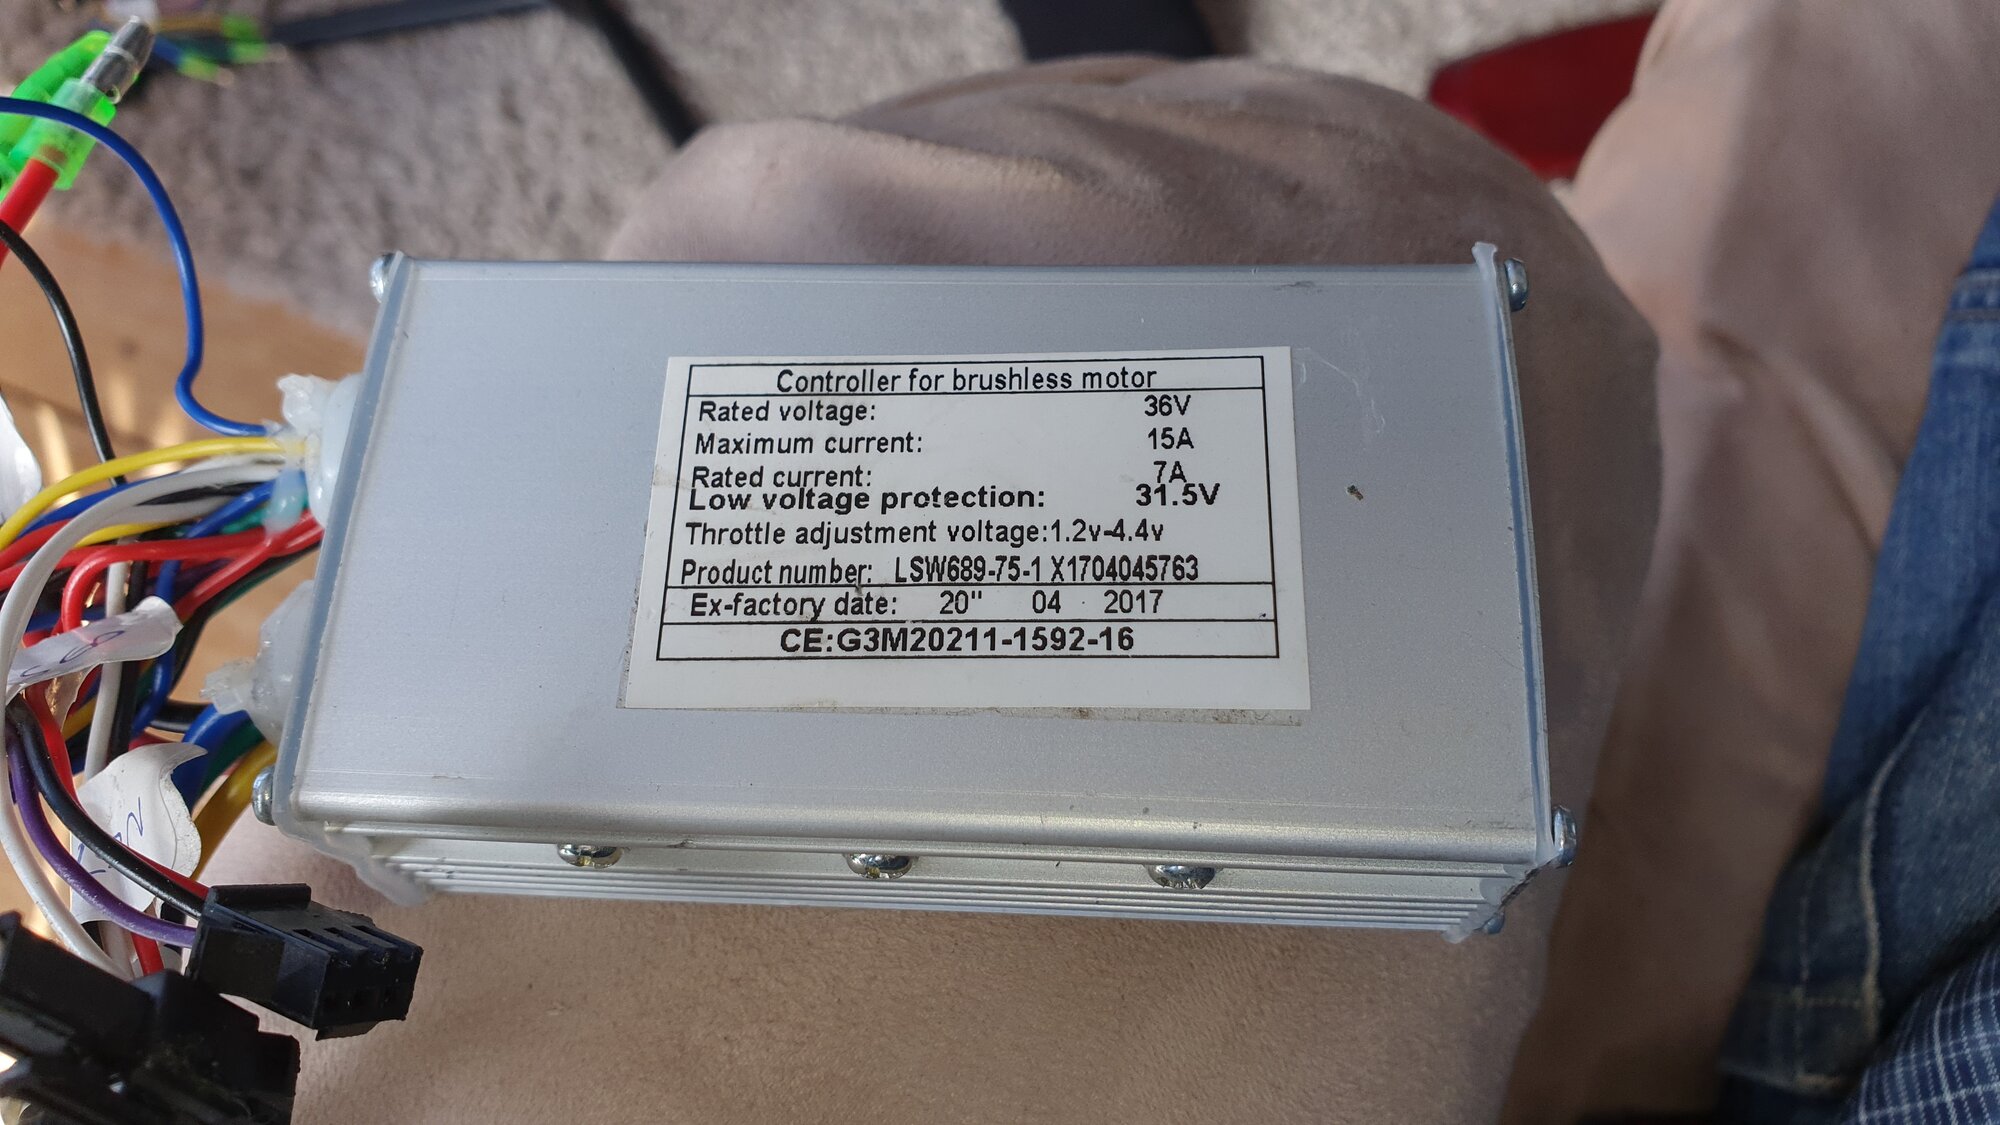 Controller for brushless motor
Rated voltage: 36V
Maximum current: 15A
Rated current: 7A
Low voltage protection: 31.5V
Throttle adjustment voltage:1.2v-4.4v
Product number: LSW689-75-1 X1704045763
Ex-factory date: 20" 04 2017
CE:G3M20211-1592-16